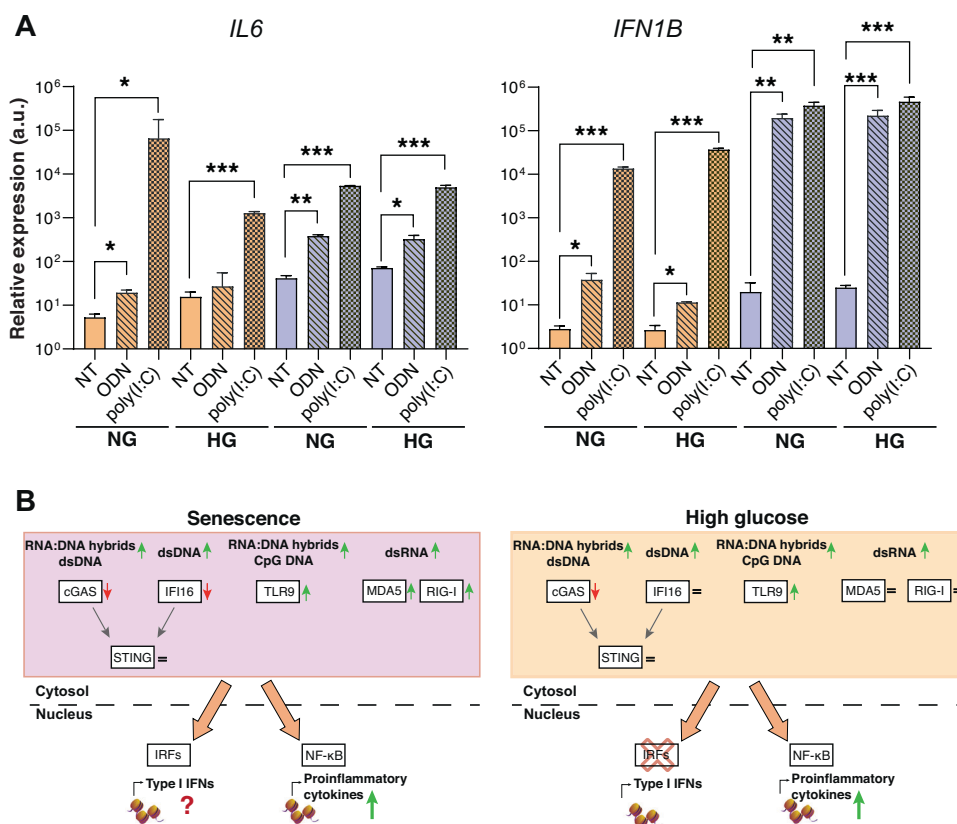 A
IL6
IFN1B
Relative expression (a.u.)
10⁶
10⁵
10⁴
10³
10²
10¹
10⁰
* * *** ** *** * ***
NT ODN poly(I:C) NT ODN poly(I:C) NT ODN poly(I:C) NT ODN poly(I:C)
NG HG NG HG
10⁶
10⁵
10⁴
10³
10²
10¹
10⁰
* *** * *** ** ** *** ***
NT ODN poly(I:C) NT ODN poly(I:C) NT ODN poly(I:C) NT ODN poly(I:C)
NG HG NG HG
B
Senescence
RNA:DNA hybrids
dsDNA
dsDNA
RNA:DNA hybrids
CpG DNA
dsRNA
cGAS IFI16 TLR9 MDA5 RIG-I
STING =
Cytosol
Nucleus
IRFs
NF-κB
Type I IFNs
?
Proinflammatory
cytokines
High glucose
RNA:DNA hybrids
dsDNA
dsDNA
RNA:DNA hybrids
CpG DNA
dsRNA
cGAS IFI16 = TLR9 MDA5 = RIG-I =
STING =
Cytosol
Nucleus
IRFs
NF-κB
Type I IFNs
Proinflammatory
cytokines